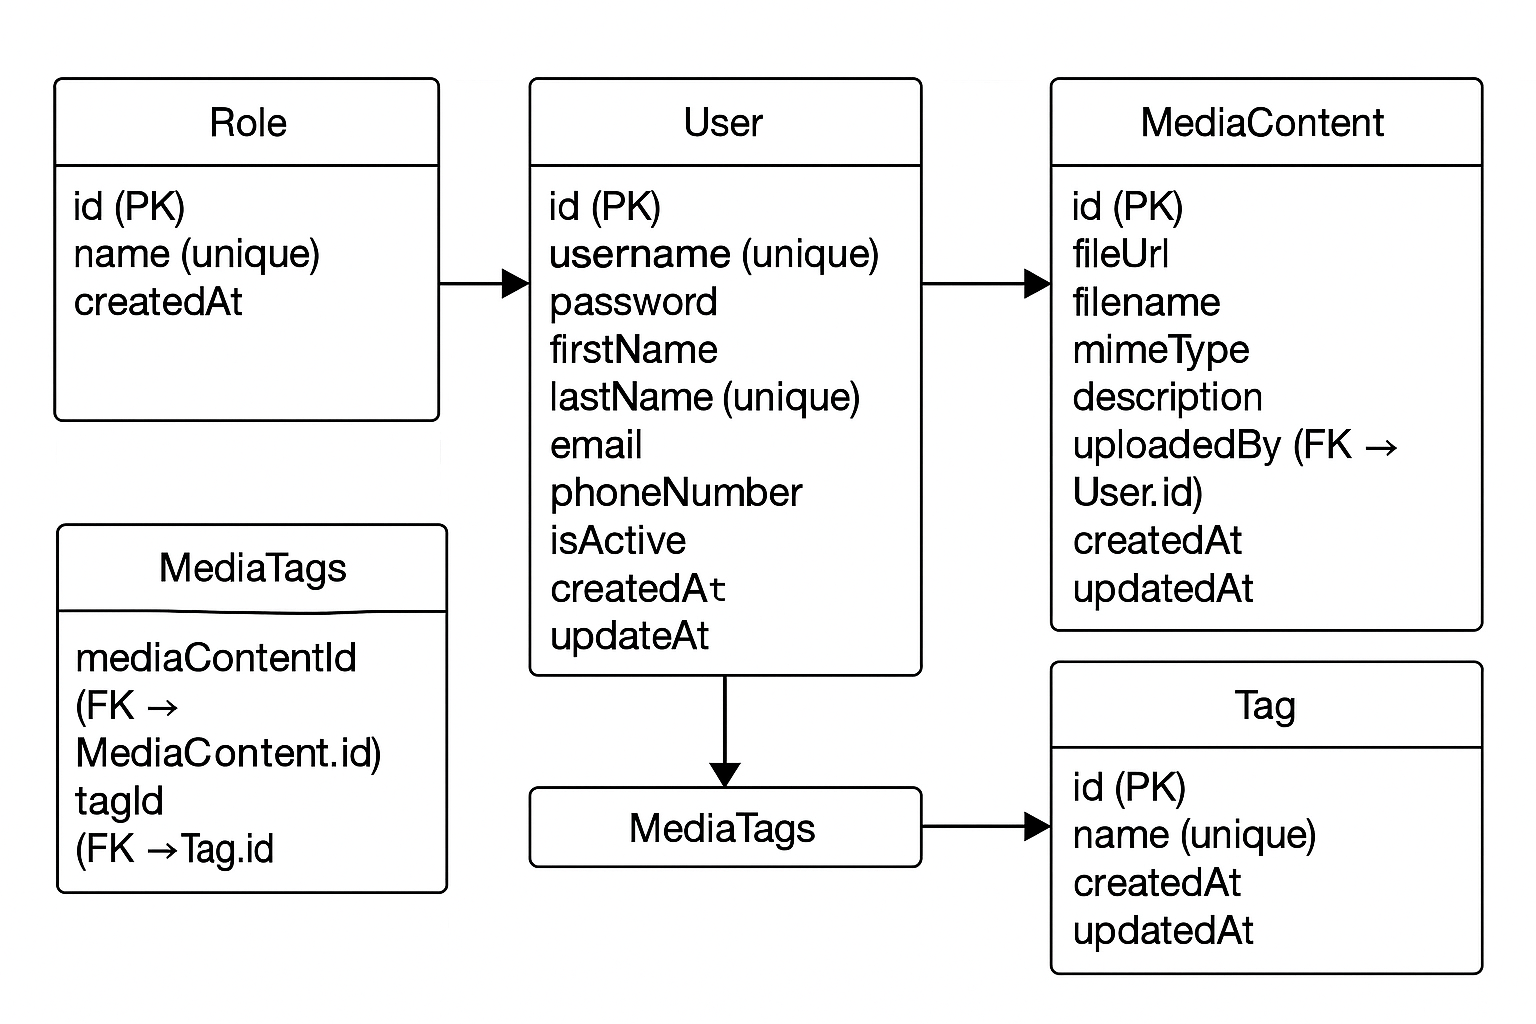 Role
id (PK)
name (unique)
createdAt
User
id (PK)
username (unique)
password
firstName
lastName (unique)
email
phoneNumber
isActive
createdAt
updateAt
MediaContent
id (PK)
fileUrl
filename
mimeType
description
uploadedBy (FK →
User.id)
createdAt
updatedAt
MediaTags
mediaContentId
(FK →
MediaContent.id)
tagId
(FK →Tag.id
MediaTags
Tag
id (PK)
name (unique)
createdAt
updatedAt